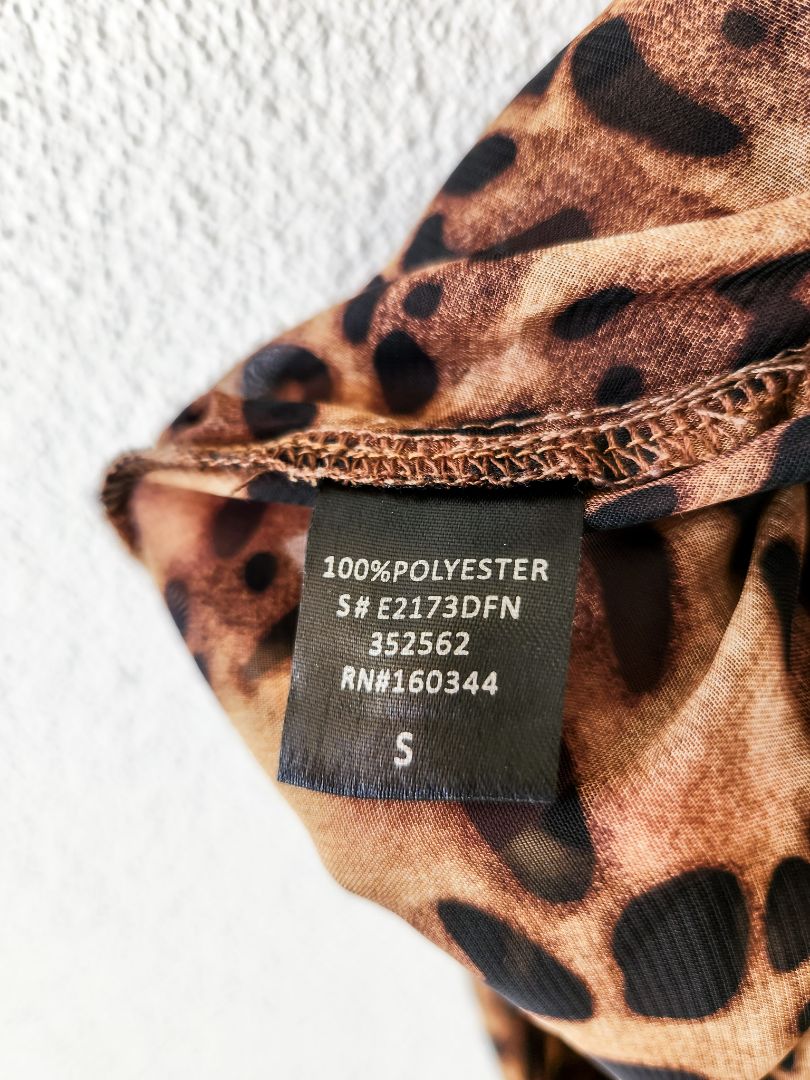 100%POLYESTER
S# E2173DFN
352562
RN#160344
S